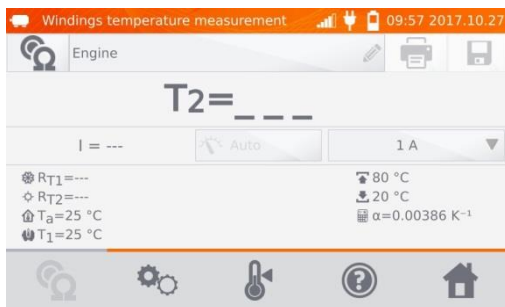 Windings temperature measurement 09:57 2017.10.27
Engine
T2=_ _ _
I = --- Auto 1 A
RT1=--- 80 °C
RT2=--- 20 °C
Ta=25 °C α=0.00386 K⁻¹
T1=25 °C